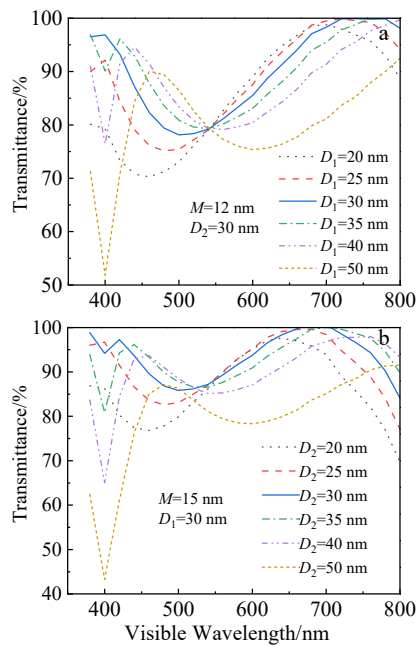 100
a
90
80
70
60
50
Transmittance/%
M=12 nm
D₂=30 nm
D₁=20 nm
D₁=25 nm
D₁=30 nm
D₁=35 nm
D₁=40 nm
D₁=50 nm
400 500 600 700 800
100
b
90
80
70
60
50
40
Transmittance/%
M=15 nm
D₁=30 nm
D₂=20 nm
D₂=25 nm
D₂=30 nm
D₂=35 nm
D₂=40 nm
D₂=50 nm
400 500 600 700 800
Visible Wavelength/nm